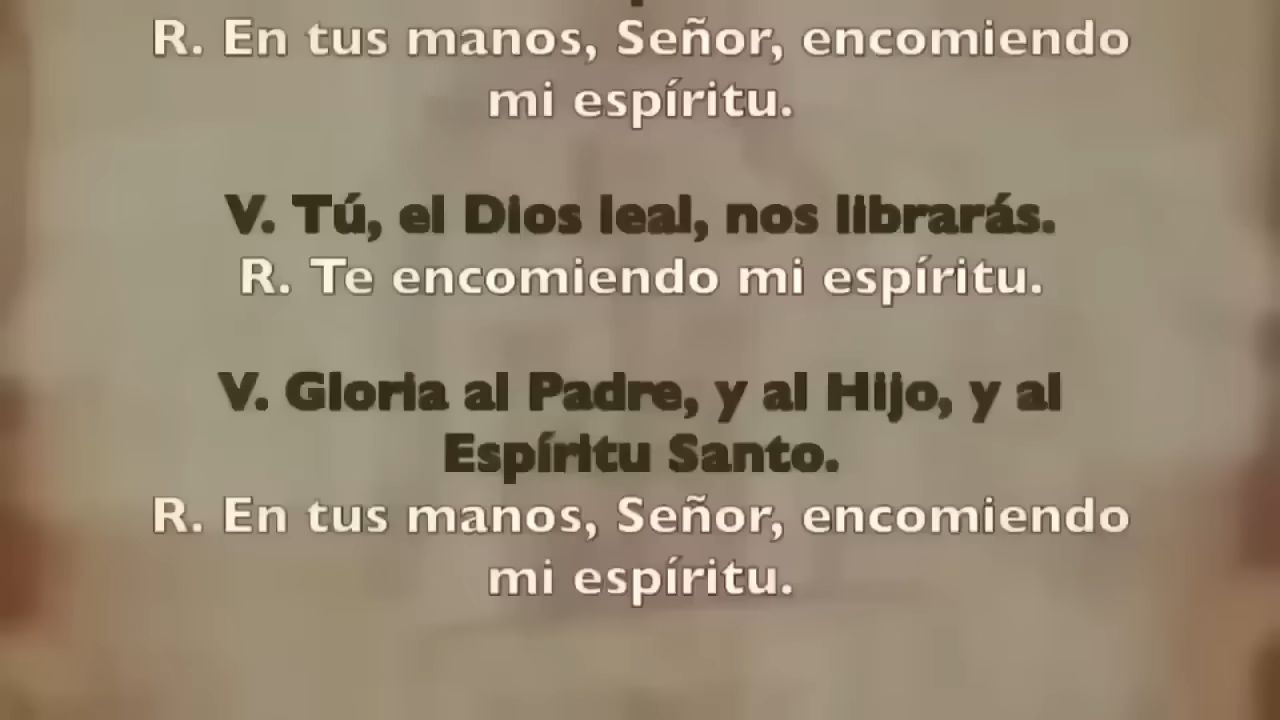 R. En tus manos, Señor, encomiendo
mi espíritu.
V. Tú, el Dios leal, nos librarás.
R. Te encomiendo mi espíritu.
V. Gloria al Padre, y al Hijo, y al
Espíritu Santo.
R. En tus manos, Señor, encomiendo
mi espíritu.